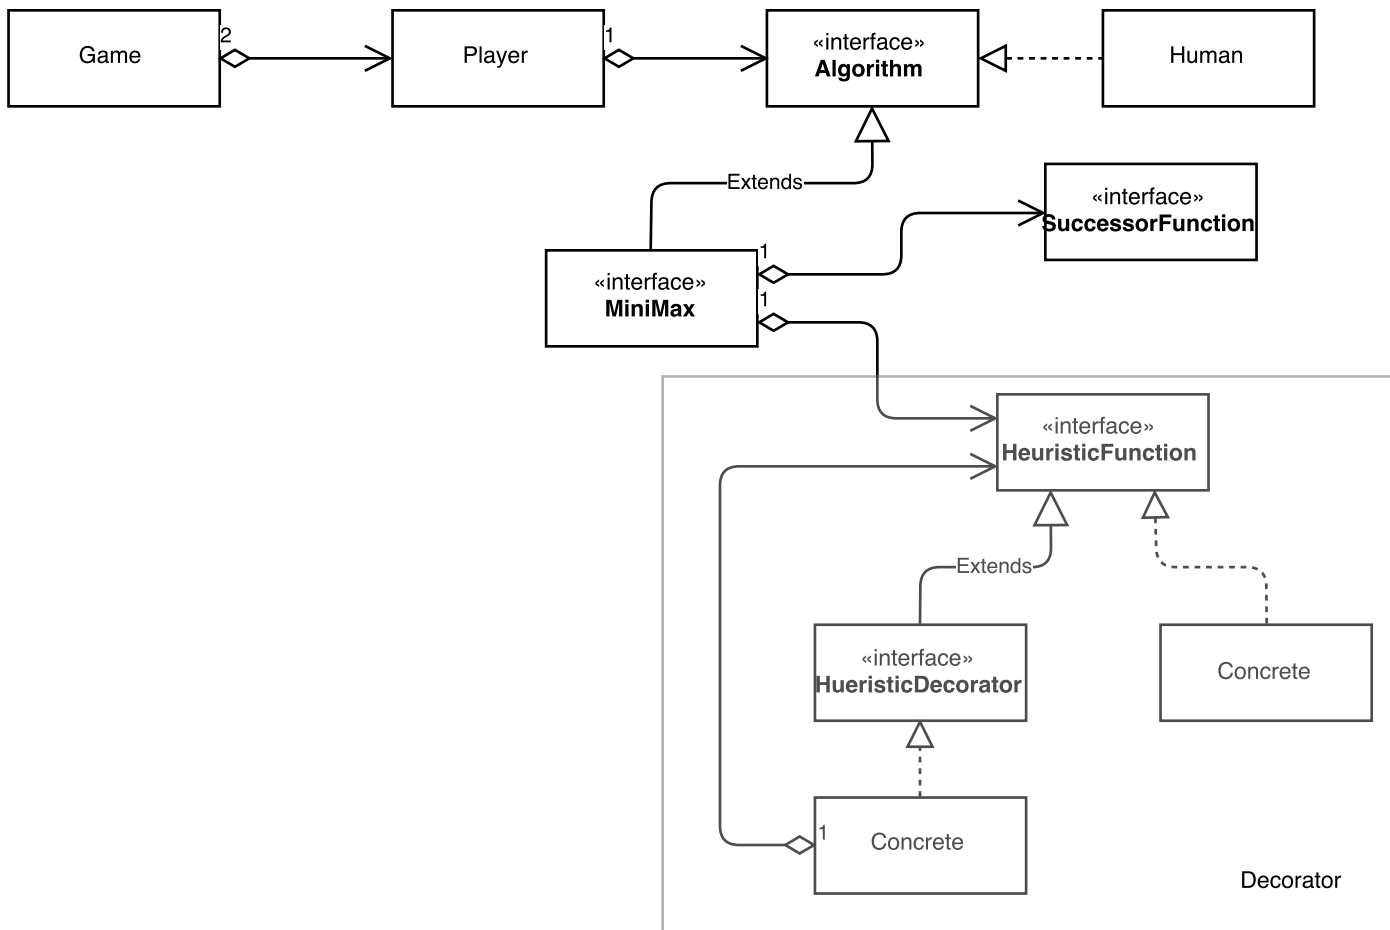 Game
2
Player
1
«interface»
Algorithm
Human
Extends
«interface»
SuccessorFunction
«interface»
MiniMax
1
1
«interface»
HeuristicFunction
Extends
«interface»
HueristicDecorator
Concrete
Concrete
1
Decorator